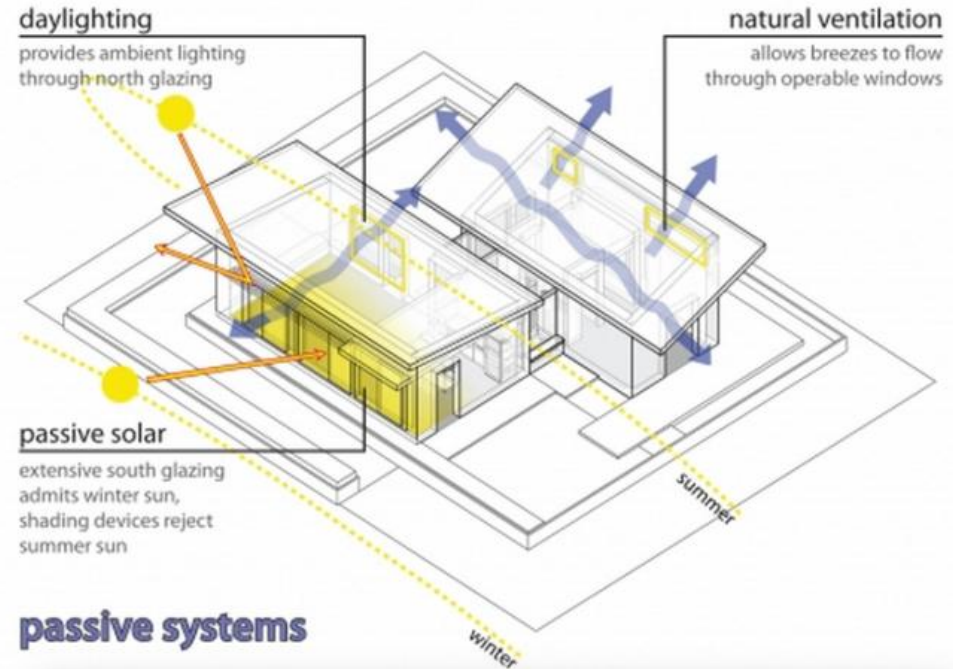 daylighting
provides ambient lighting
through north glazing
natural ventilation
allows breezes to flow
through operable windows
passive solar
extensive south glazing
admits winter sun,
shading devices reject
summer sun
summer
winter
passive systems